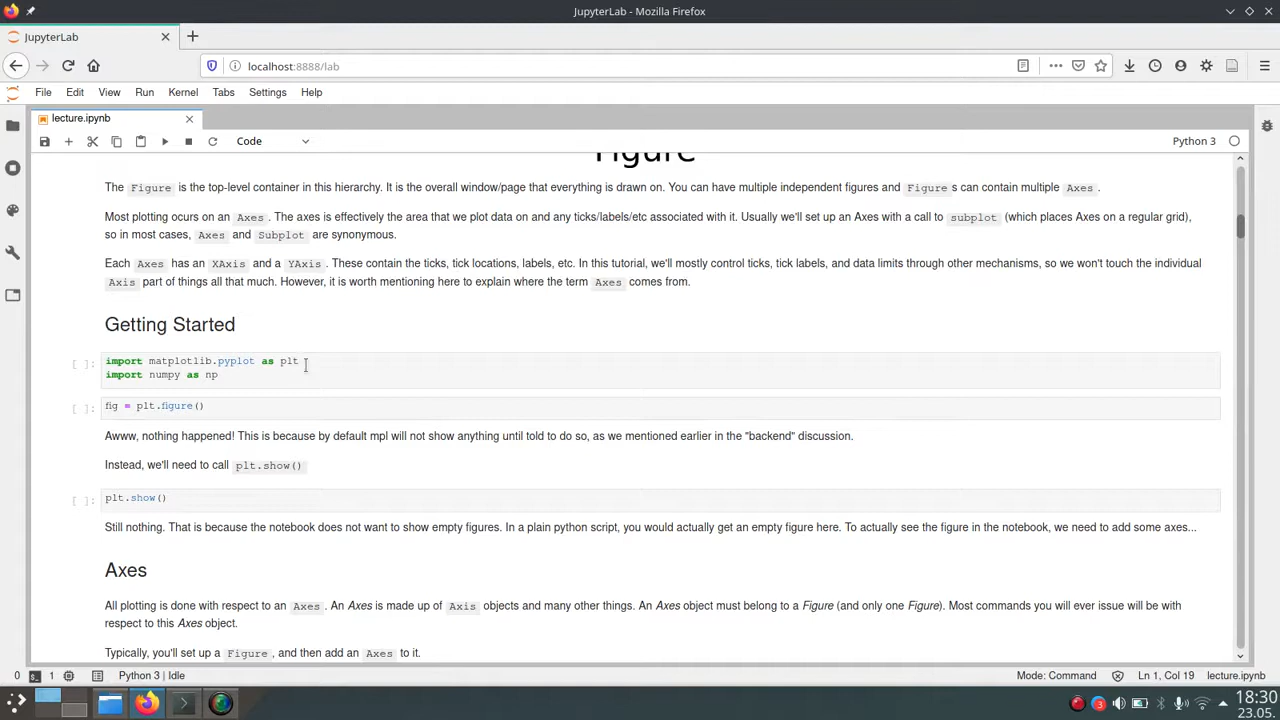 JupyterLab — Mozilla Firefox
JupyterLab
localhost:8888/lab
File Edit View Run Kernel Tabs Settings Help
lecture.ipynb
Code
Python 3
Figure
The Figure is the top-level container in this hierarchy. It is the overall window/page that everything is drawn on. You can have multiple independent figures and Figure s can contain multiple Axes.
Most plotting ocurs on an Axes. The axes is effectively the area that we plot data on and any ticks/labels/etc associated with it. Usually we'll set up an Axes with a call to subplot (which places Axes on a regular grid),
so in most cases, Axes and Subplot are synonymous.
Each Axes has an XAxis and a YAxis. These contain the ticks, tick locations, labels, etc. In this tutorial, we'll mostly control ticks, tick labels, and data limits through other mechanisms, so we won't touch the individual
Axis part of things all that much. However, it is worth mentioning here to explain where the term Axes comes from.
Getting Started
[ ]: import matplotlib.pyplot as plt
import numpy as np
[ ]: fig = plt.figure()
Awww, nothing happened! This is because by default mpl will not show anything until told to do so, as we mentioned earlier in the "backend" discussion.
Instead, we'll need to call plt.show()
[ ]: plt.show()
Still nothing. That is because the notebook does not want to show empty figures. In a plain python script, you would actually get an empty figure here. To actually see the figure in the notebook, we need to add some axes...
Axes
All plotting is done with respect to an Axes. An Axes is made up of Axis objects and many other things. An Axes object must belong to a Figure (and only one Figure). Most commands you will ever issue will be with
respect to this Axes object.
Typically, you'll set up a Figure, and then add an Axes to it.
0 1 Python 3 | Idle Mode: Command Ln 1, Col 19 lecture.ipynb
3
18:30
23.05.